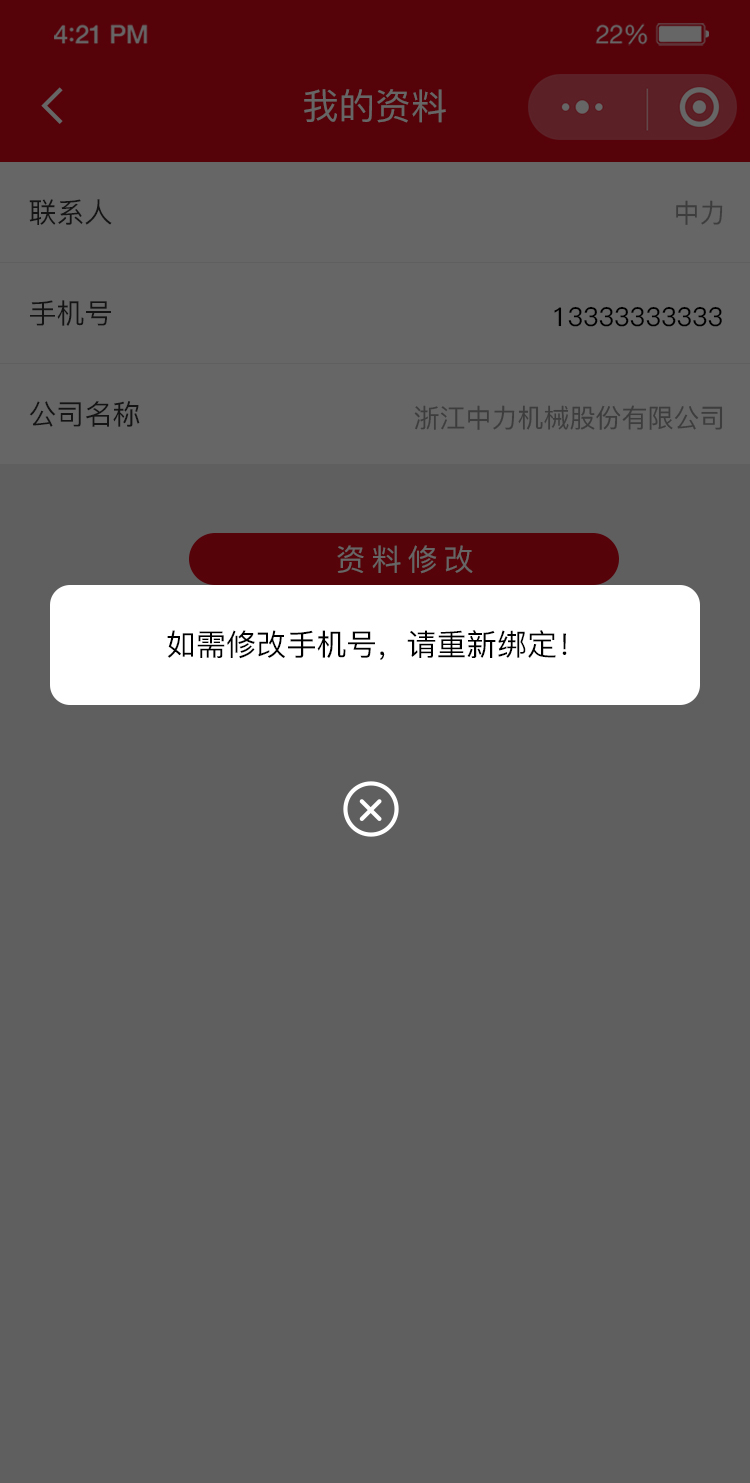 4:21 PM 22%
我的资料
联系人 中力
手机号 13333333333
公司名称 浙江中力机械股份有限公司
资料修改
如需修改手机号，请重新绑定！